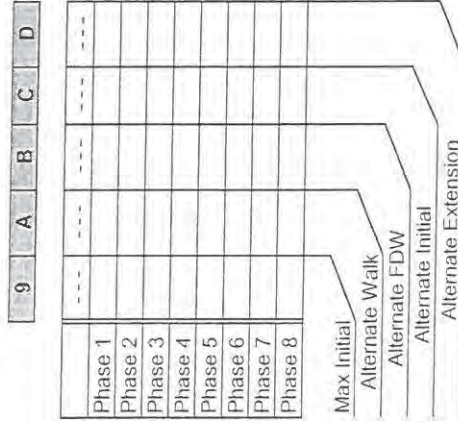 9 A B C D
--- --- --- --- ---
Phase 1
Phase 2
Phase 3
Phase 4
Phase 5
Phase 6
Phase 7
Phase 8
Max Initial
Alternate Walk
Alternate FDW
Alternate Initial
Alternate Extension